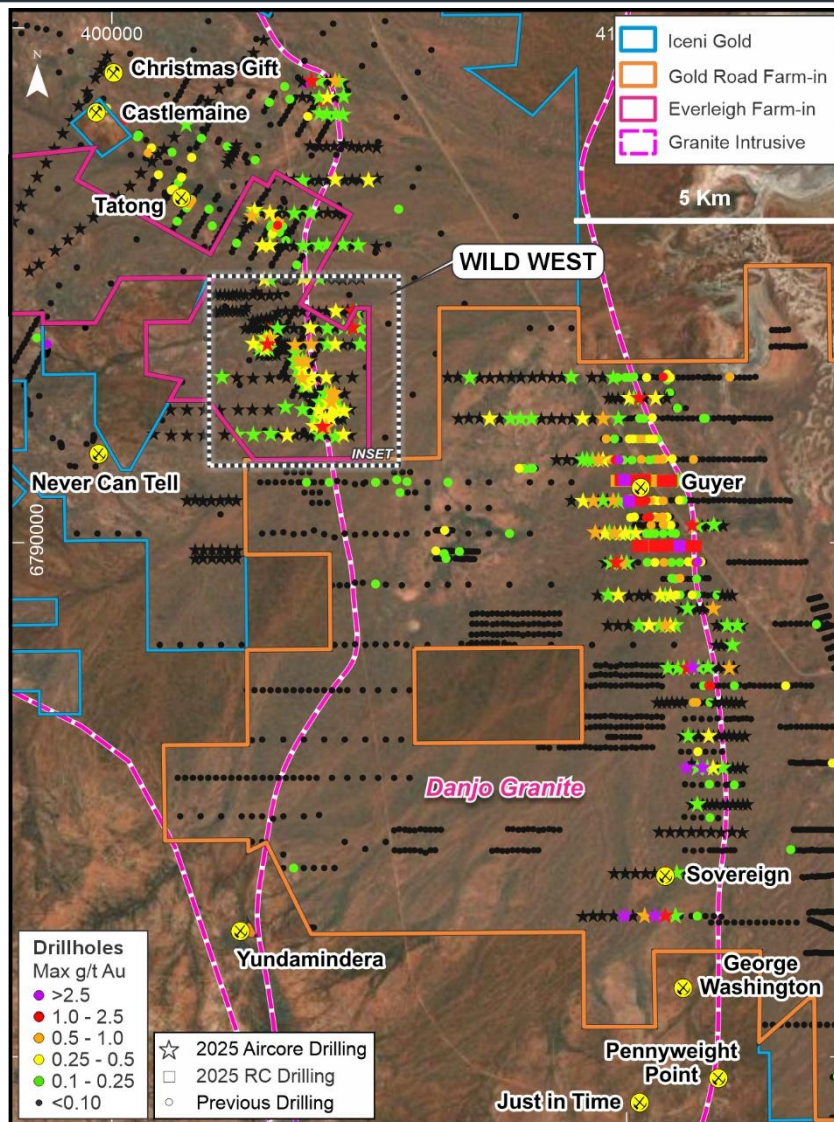 400000
41
N
Iceni Gold
Gold Road Farm-in
Everleigh Farm-in
Granite Intrusive
Christmas Gift
Castlemaine
Tatong
5 Km
WILD WEST
INSET
Never Can Tell
Guyer
6790000
Danjo Granite
Sovereign
Yundamindera
George
Washington
Pennyweight
Point
Just in Time
Drillholes
Max g/t Au
>2.5
1.0 - 2.5
0.5 - 1.0
0.25 - 0.5
0.1 - 0.25
<0.10
2025 Aircore Drilling
2025 RC Drilling
Previous Drilling